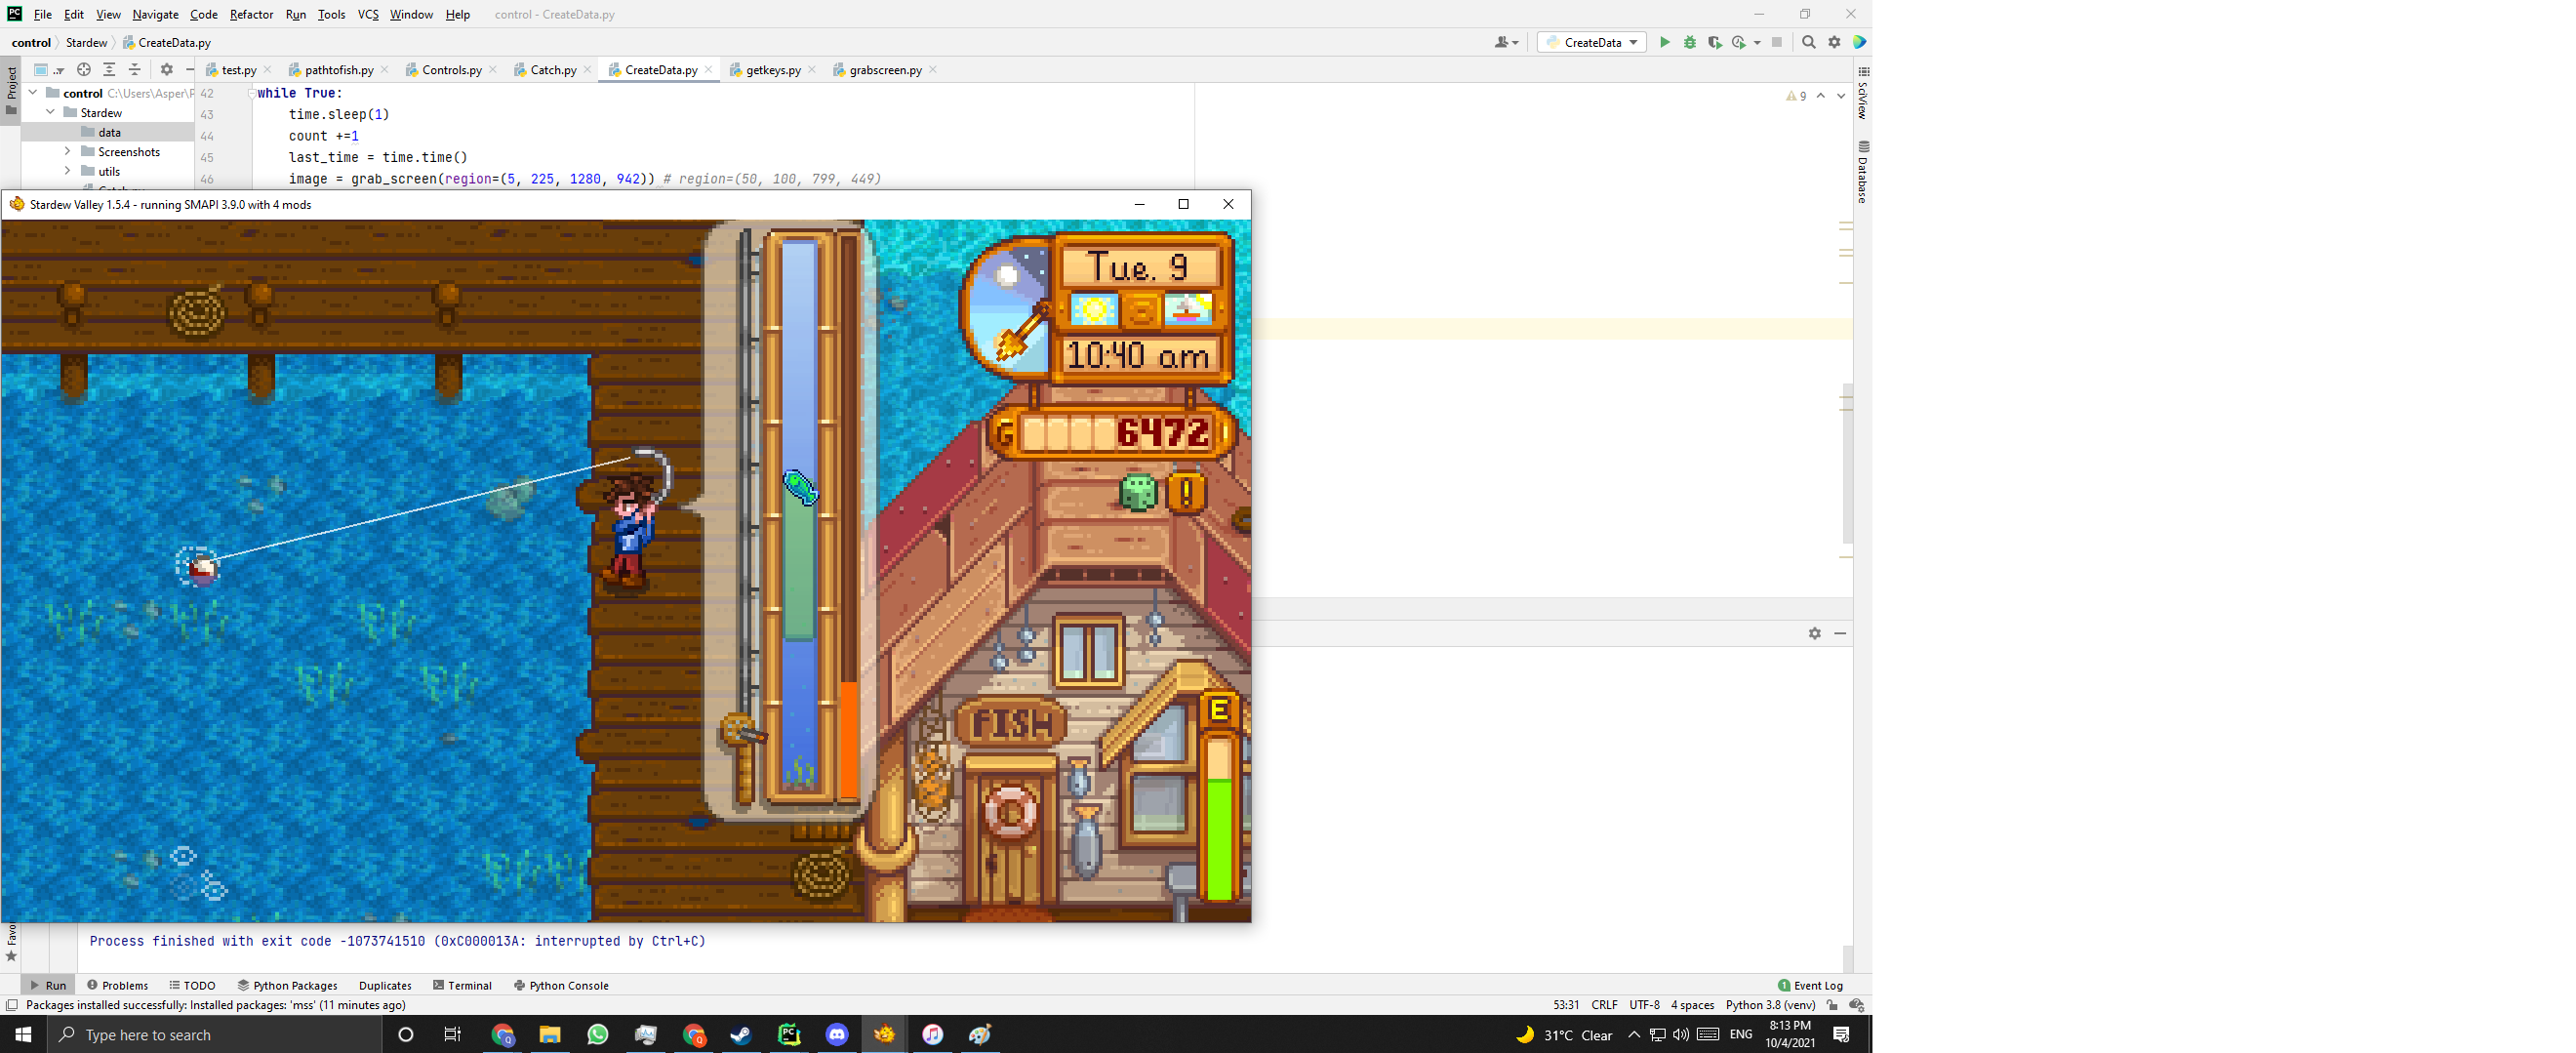 PC File Edit View Navigate Code Refactor Run Tools VCS Window Help control - CreateData.py
control Stardew CreateData.py CreateData
Project test.py pathtofish.py Controls.py Catch.py CreateData.py getkeys.py grabscreen.py
control C:\Users\Asper\P 42 while True: 9
Stardew 43 time.sleep(1) SciView
data 44 count +=1
Screenshots 45 last_time = time.time() Database
utils 46 image = grab_screen(region=(5, 225, 1280, 942)) # region=(50, 100, 799, 449)
Stardew Valley 1.5.4 - running SMAPI 3.9.0 with 4 mods
Tue. 9
10:40 am
G 6472
!
E
FISH
Process finished with exit code -1073741510 (0xC000013A: interrupted by Ctrl+C)
Run Problems TODO Python Packages Duplicates Terminal Python Console 1 Event Log
Packages installed successfully: Installed packages: 'mss' (11 minutes ago) 53:31 CRLF UTF-8 4 spaces Python 3.8 (venv)
Type here to search 31°C Clear ENG 8:13 PM
10/4/2021